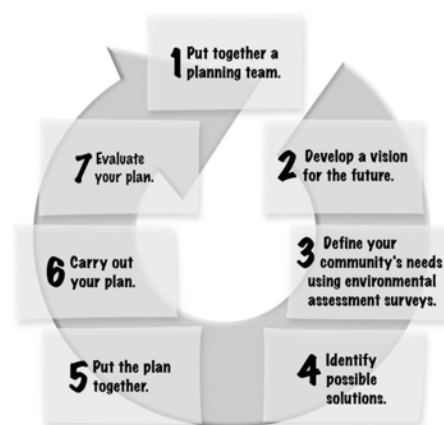 1 Put together a
planning team.
2 Develop a vision
for the future.
3 Define your
community's needs
using environmental
assessment surveys.
4 Identify
possible
solutions.
5 Put the plan
together.
6 Carry out
your plan.
7 Evaluate
your plan.